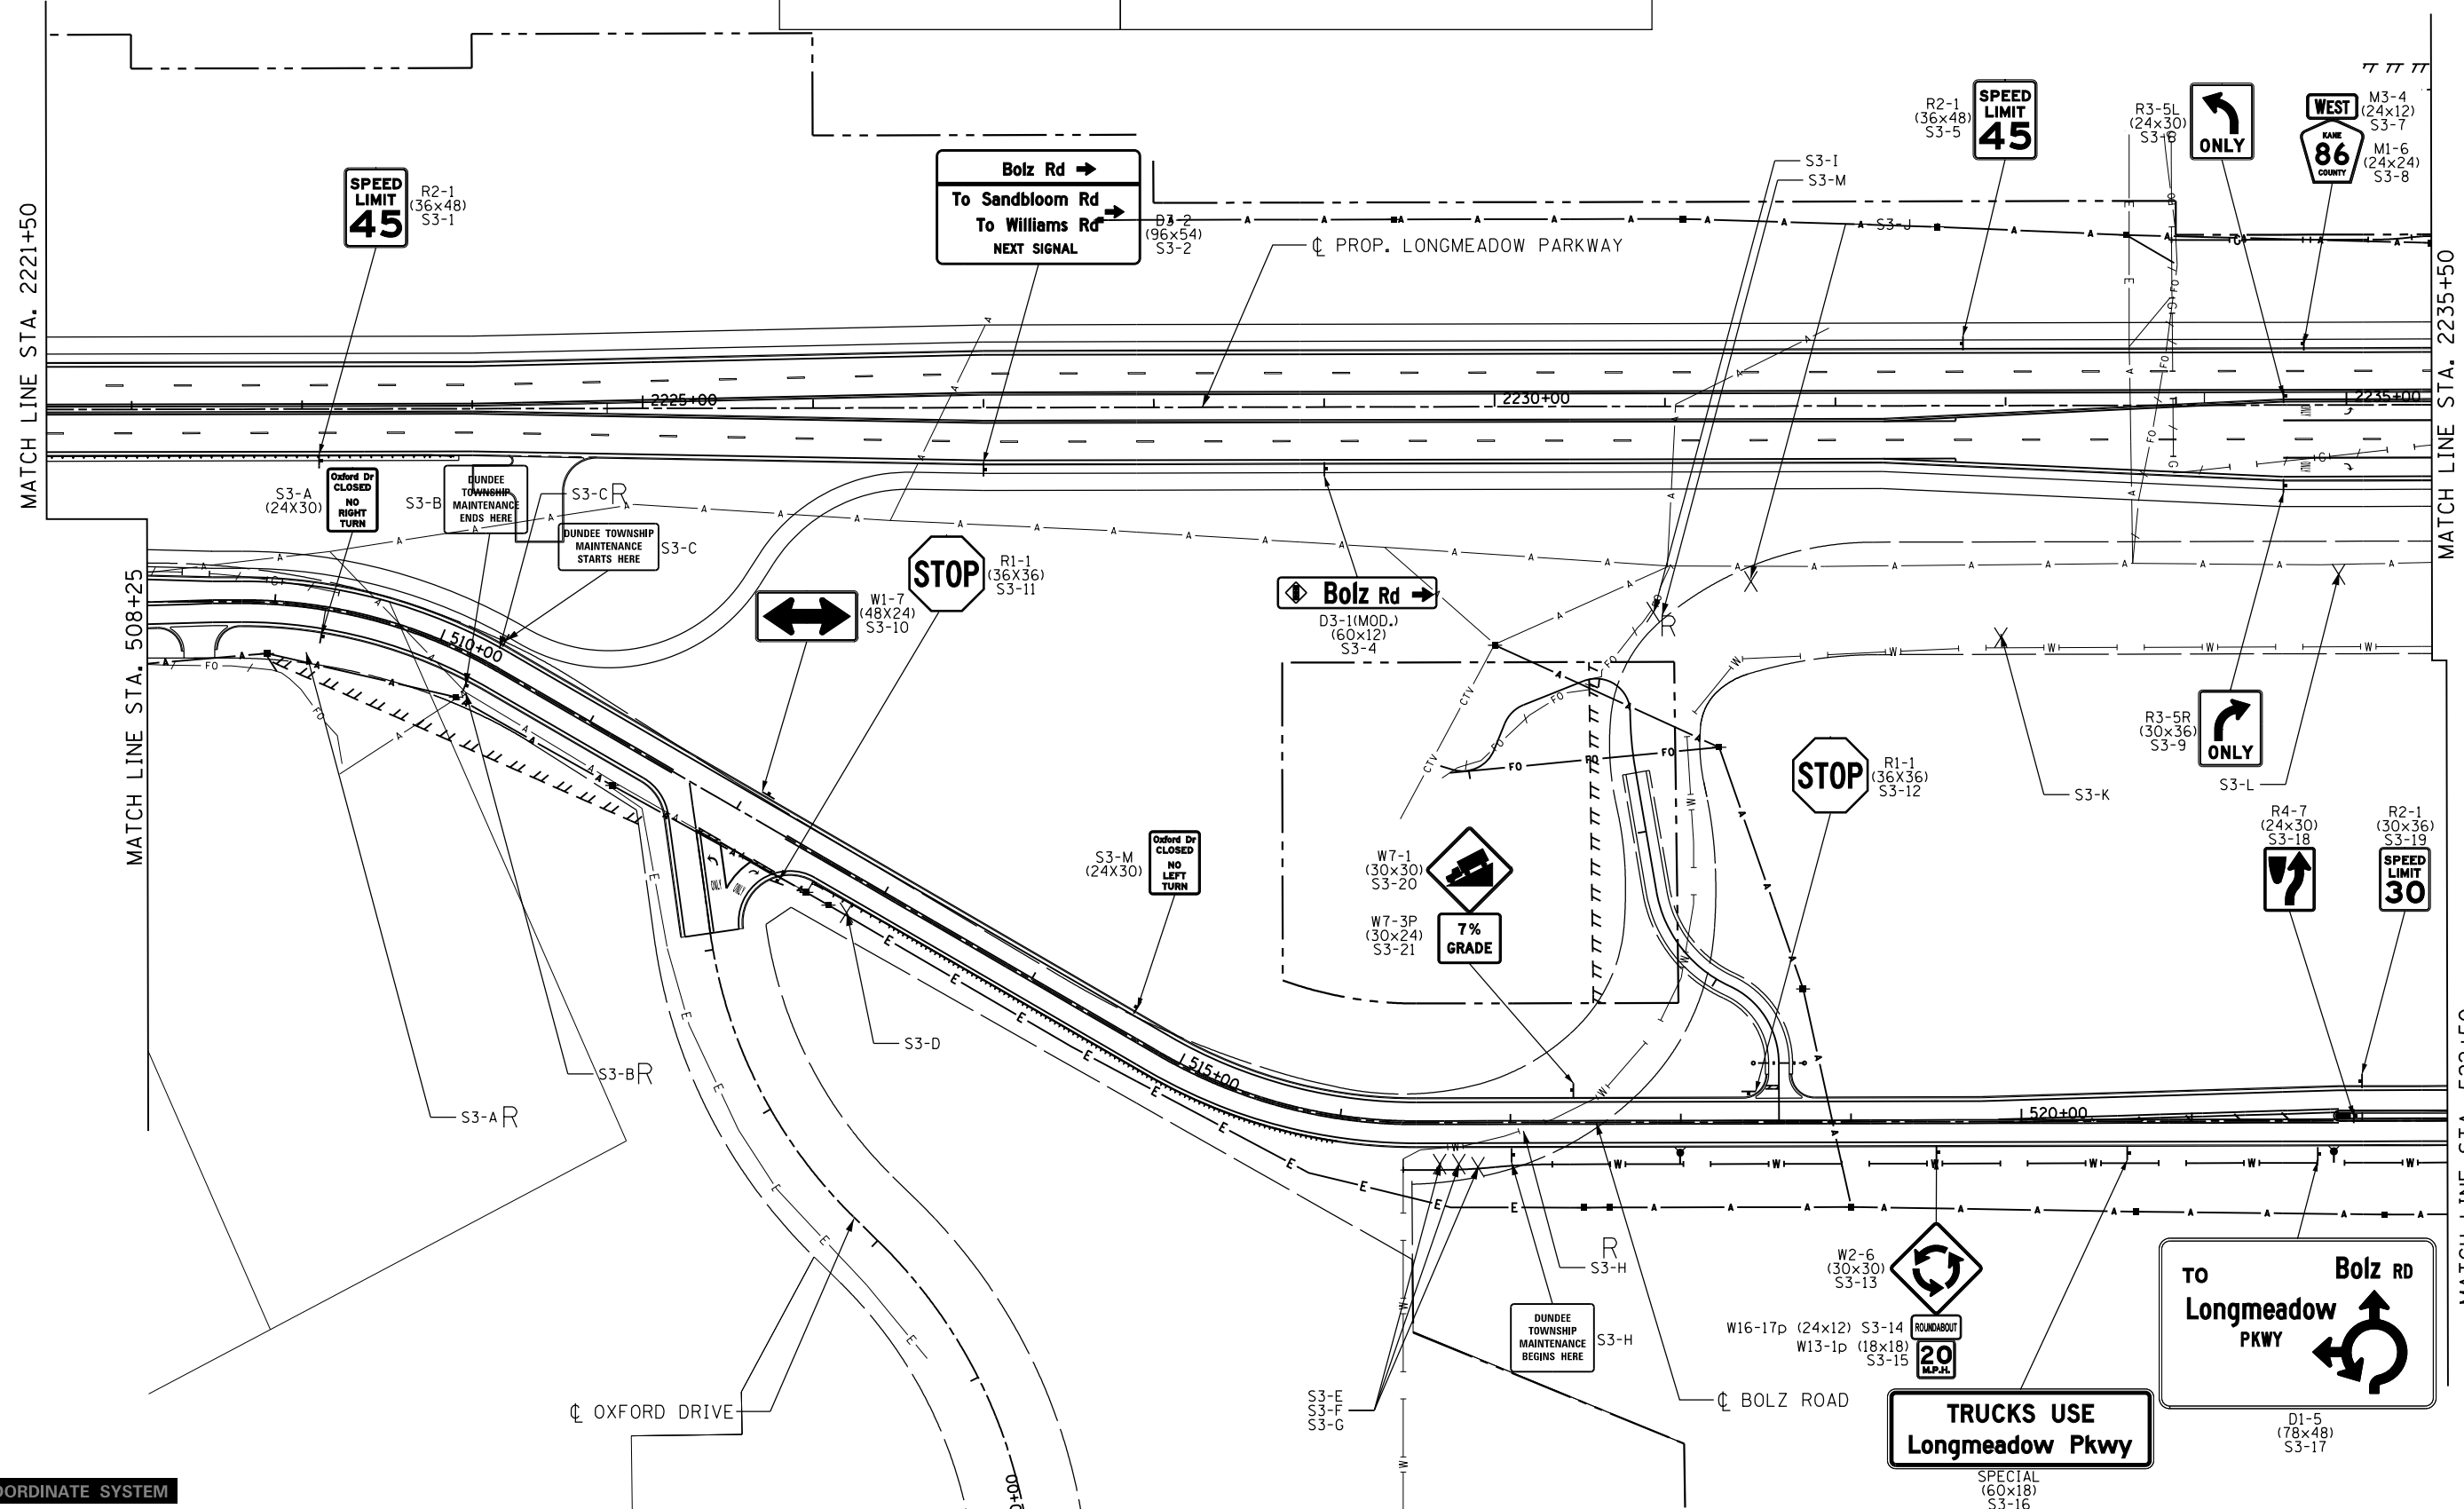 MATCH LINE STA. 2221+50
SPEED
LIMIT
45
R2-1
(36x48)
S3-1
Bolz Rd
To Sandbloom Rd
To Williams Rd
NEXT SIGNAL
D3-2
(96x54)
S3-2
℄ PROP. LONGMEADOW PARKWAY
S3-I
S3-M
S3-J
R2-1
(36x48)
S3-5
SPEED
LIMIT
45
R3-5L
(24x30)
S3-6
ONLY
WEST
KANE
86
COUNTY
M3-4
(24x12)
S3-7
M1-6
(24x24)
S3-8
MATCH LINE STA. 2235+50
2225+00
2230+00
2235+00
S3-A
(24X30)
Oxford Dr
CLOSED
NO
RIGHT
TURN
S3-B
DUNDEE
TOWNSHIP
MAINTENANCE
ENDS HERE
S3-C R
DUNDEE TOWNSHIP
MAINTENANCE
STARTS HERE
S3-C
MATCH LINE STA. 508+25
510+00
W1-7
(48X24)
S3-10
STOP
R1-1
(36X36)
S3-11
Bolz Rd
D3-1(MOD.)
(60x12)
S3-4
R
R3-5R
(30x36)
S3-9
ONLY
S3-K
S3-L
STOP
R1-1
(36X36)
S3-12
R4-7
(24x30)
S3-18
R2-1
(30x36)
S3-19
SPEED
LIMIT
30
S3-M
(24X30)
Oxford Dr
CLOSED
NO
LEFT
TURN
W7-1
(30x30)
S3-20
W7-3P
(30x24)
S3-21
7%
GRADE
ONLY
ONLY
S3-D
S3-B R
S3-A R
515+00
520+00
R
S3-H
DUNDEE
TOWNSHIP
MAINTENANCE
BEGINS HERE
S3-H
S3-E
S3-F
S3-G
℄ OXFORD DRIVE
℄ BOLZ ROAD
W2-6
(30x30)
S3-13
W16-17p (24x12) S3-14
ROUNDABOUT
W13-1p (18x18)
S3-15
20
M.P.H.
TRUCKS USE
Longmeadow Pkwy
SPECIAL
(60x18)
S3-16
TO
Longmeadow
PKWY
Bolz RD
D1-5
(78x48)
S3-17
OORDINATE SYSTEM